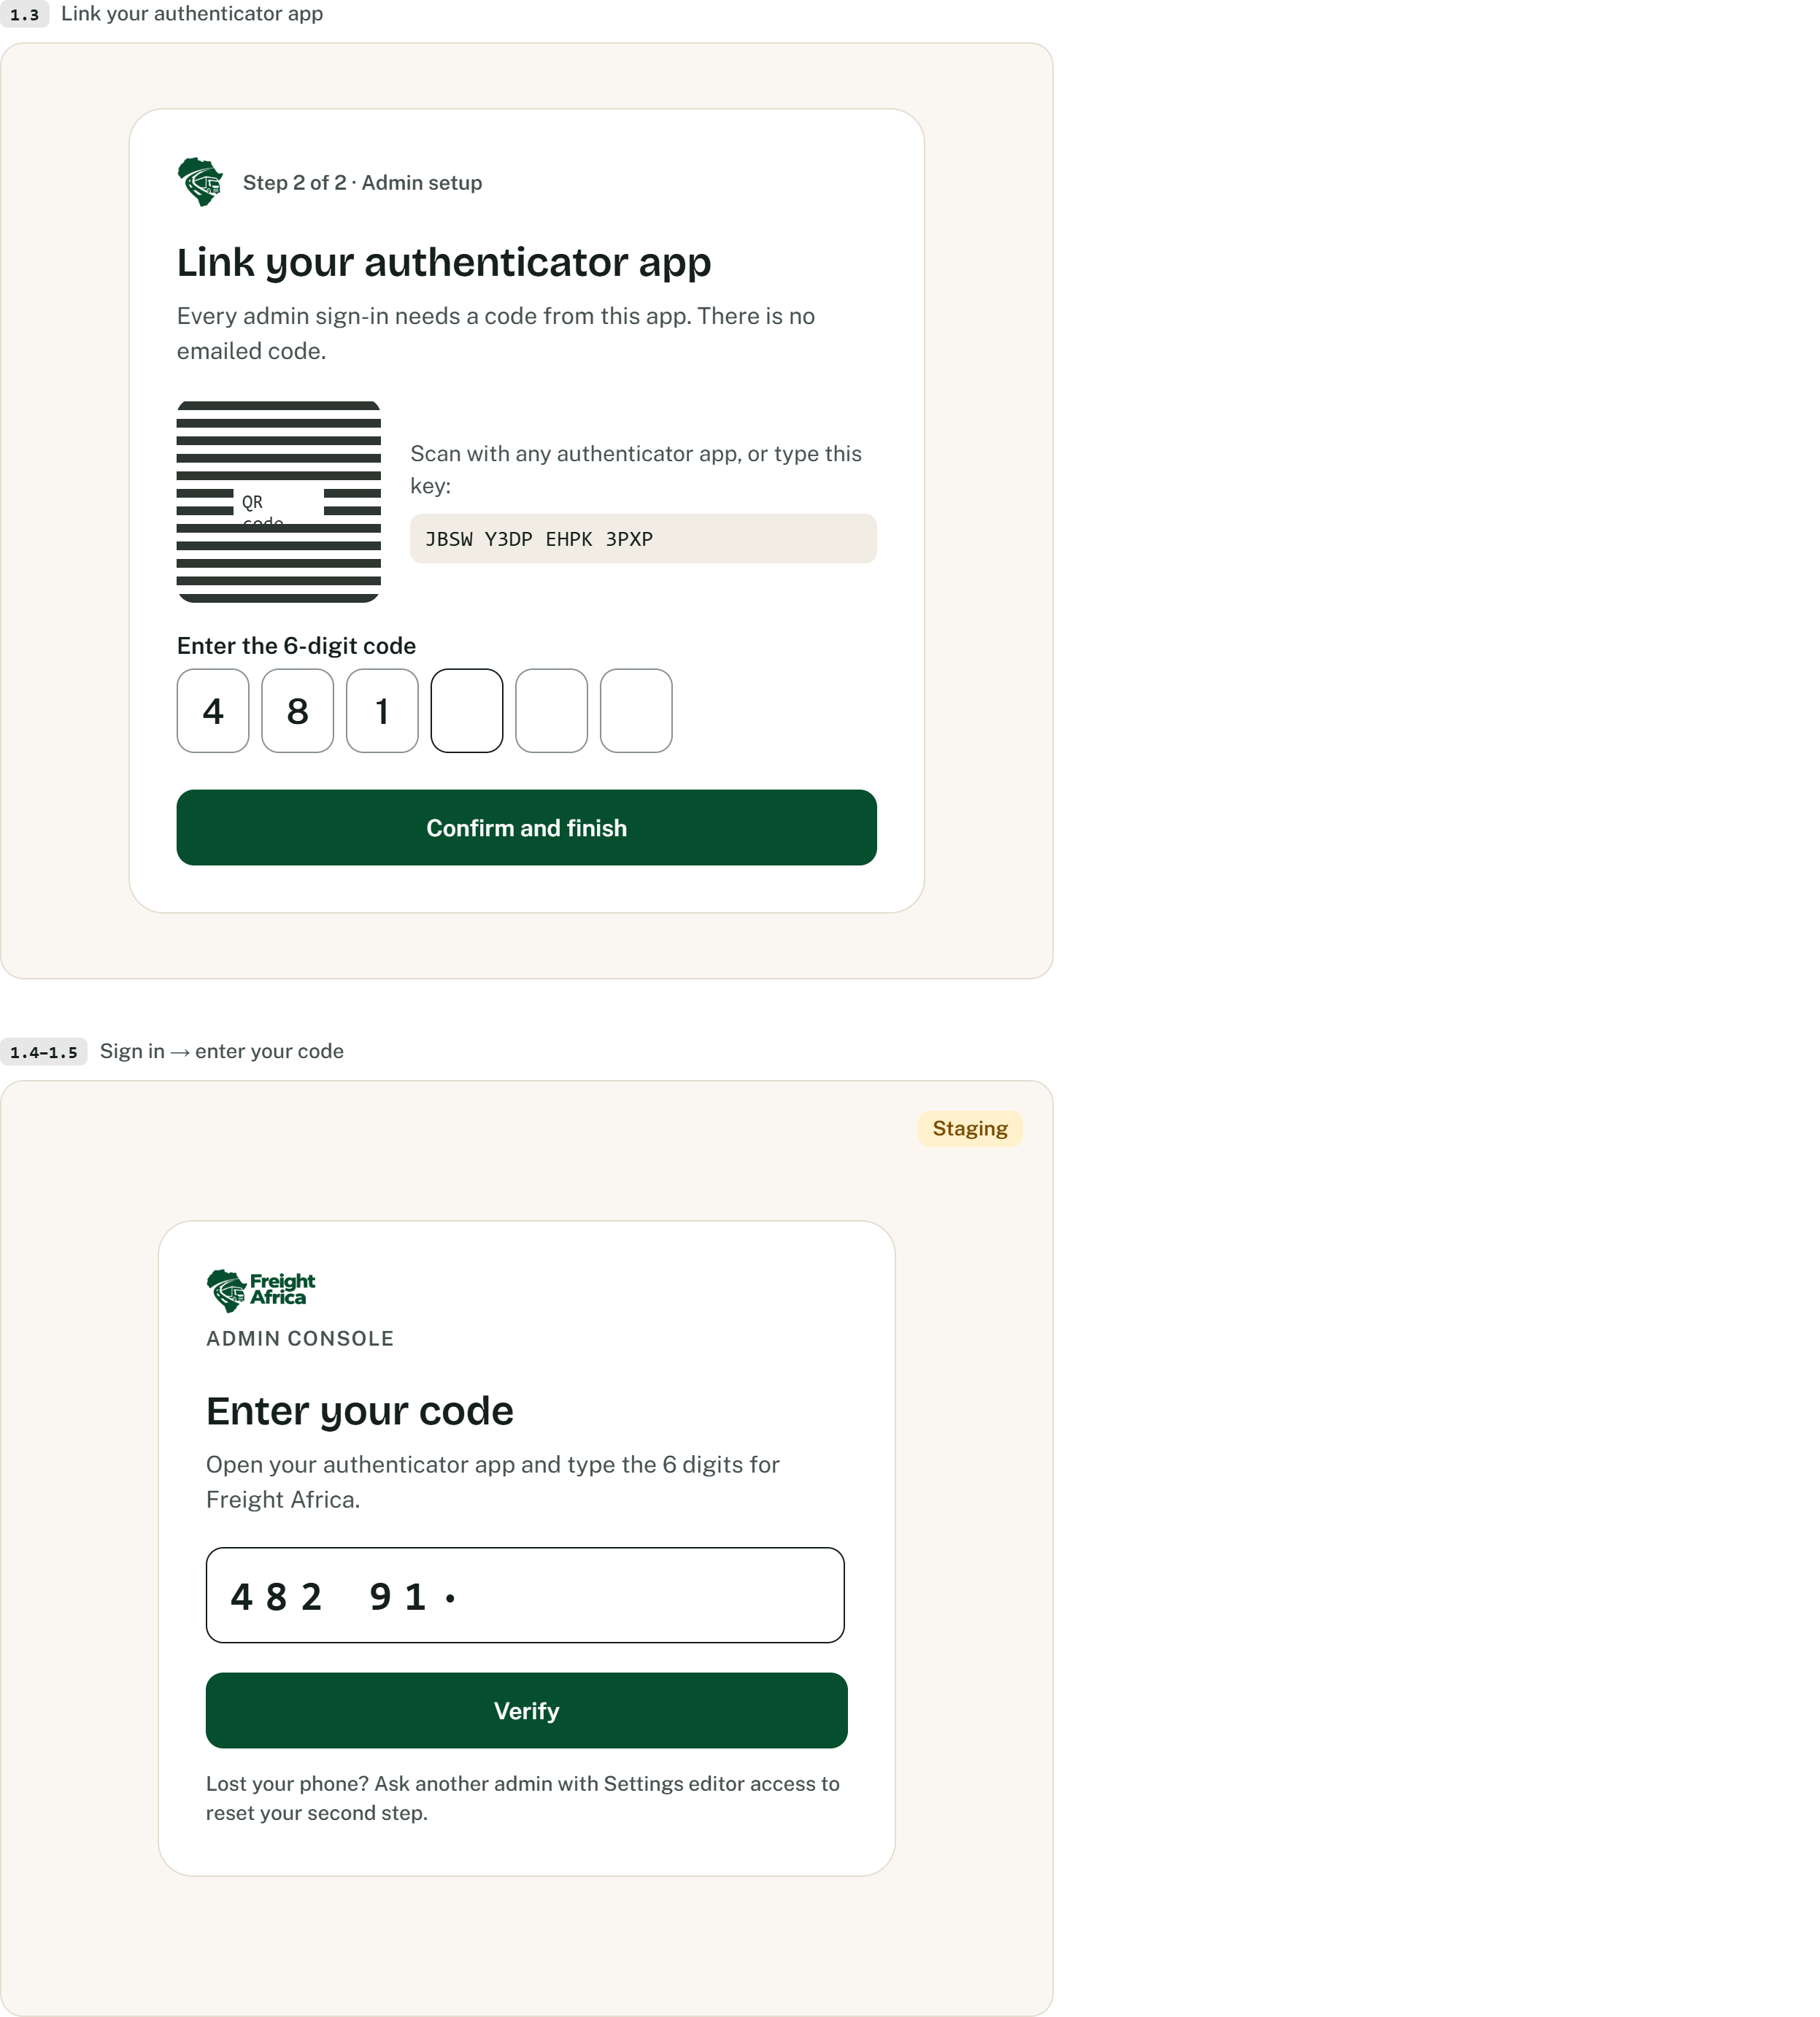 1.3 Link your authenticator app
Step 2 of 2 · Admin setup
Link your authenticator app
Every admin sign-in needs a code from this app. There is no
emailed code.
QR
code
Scan with any authenticator app, or type this
key:
JBSW Y3DP EHPK 3PXP
Enter the 6-digit code
4 8 1
Confirm and finish
1.4–1.5 Sign in → enter your code
Staging
Freight
Africa
ADMIN CONSOLE
Enter your code
Open your authenticator app and type the 6 digits for
Freight Africa.
482 91·
Verify
Lost your phone? Ask another admin with Settings editor access to
reset your second step.